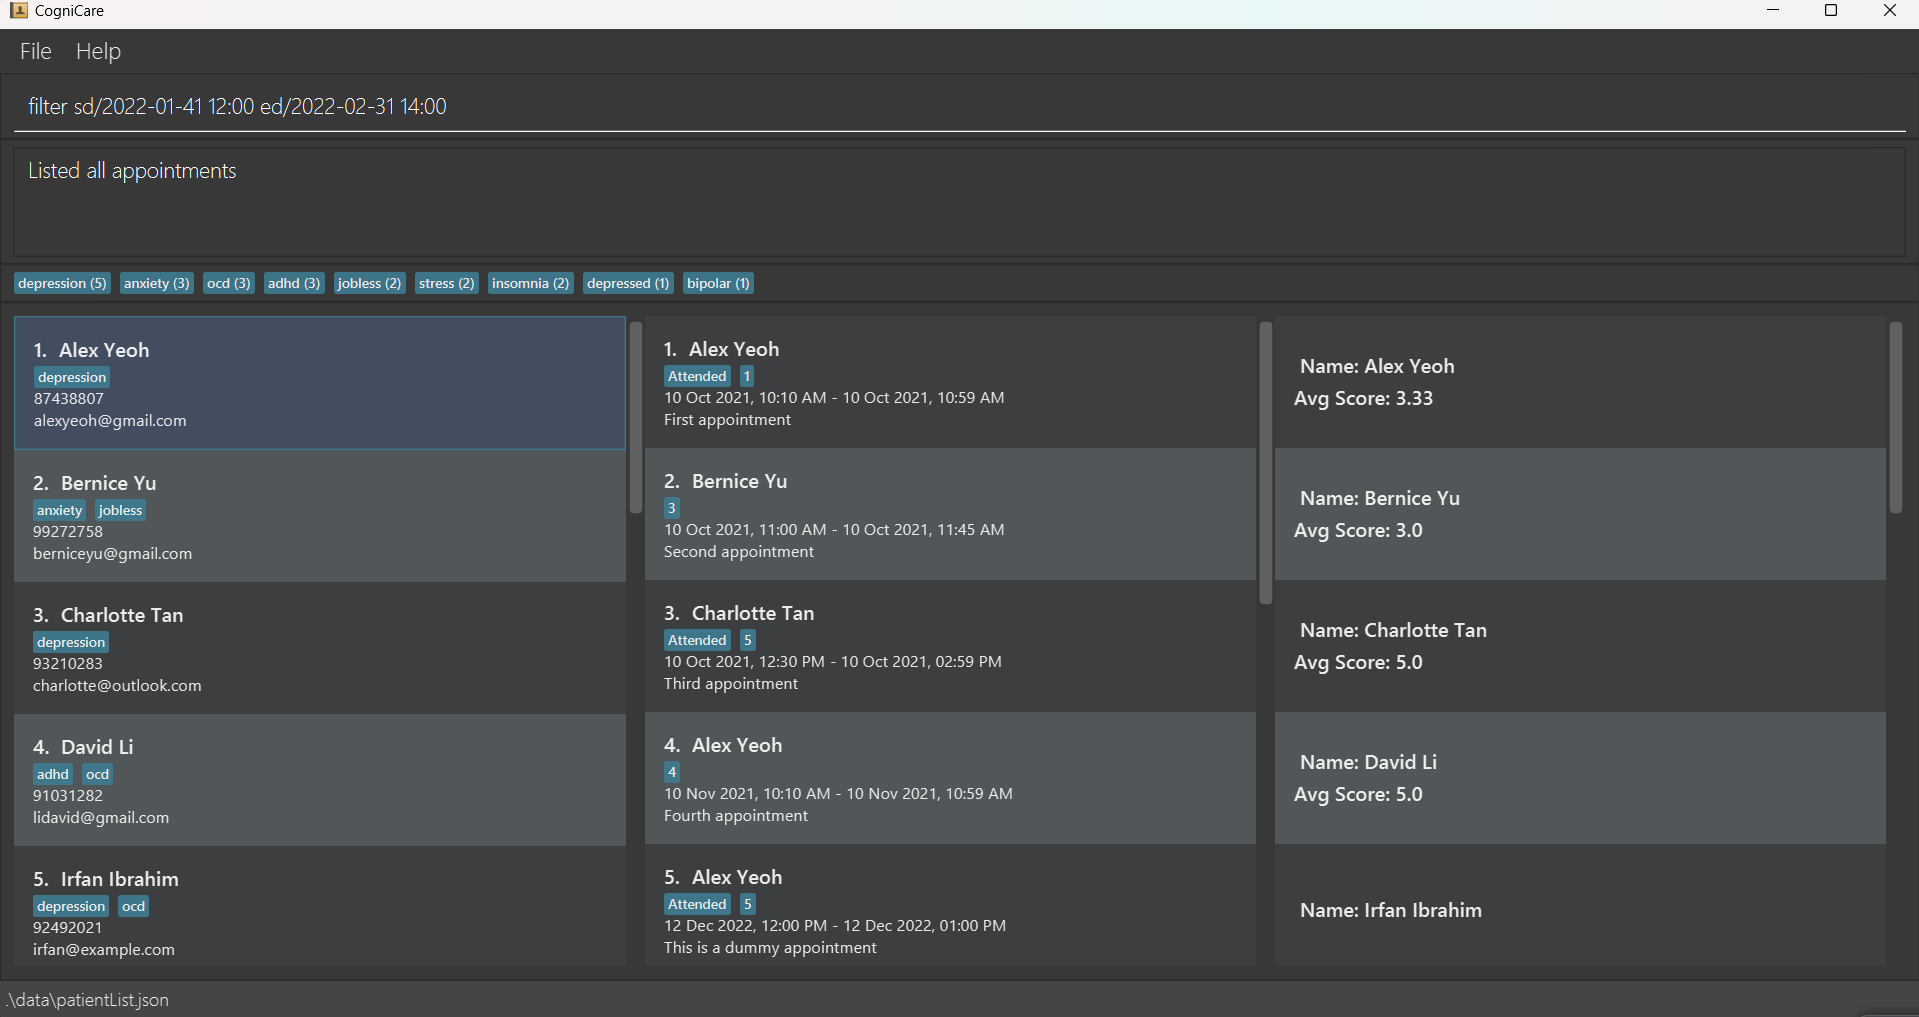 CogniCare
File Help
filter sd/2022-01-41 12:00 ed/2022-02-31 14:00
Listed all appointments
depression (5) anxiety (3) ocd (3) adhd (3) jobless (2) stress (2) insomnia (2) depressed (1) bipolar (1)
1. Alex Yeoh
depression
87438807
alexyeoh@gmail.com
2. Bernice Yu
anxiety jobless
99272758
berniceyu@gmail.com
3. Charlotte Tan
depression
93210283
charlotte@outlook.com
4. David Li
adhd ocd
91031282
lidavid@gmail.com
5. Irfan Ibrahim
depression ocd
92492021
irfan@example.com
1. Alex Yeoh
Attended 1
10 Oct 2021, 10:10 AM - 10 Oct 2021, 10:59 AM
First appointment
2. Bernice Yu
3
10 Oct 2021, 11:00 AM - 10 Oct 2021, 11:45 AM
Second appointment
3. Charlotte Tan
Attended 5
10 Oct 2021, 12:30 PM - 10 Oct 2021, 02:59 PM
Third appointment
4. Alex Yeoh
4
10 Nov 2021, 10:10 AM - 10 Nov 2021, 10:59 AM
Fourth appointment
5. Alex Yeoh
Attended 5
12 Dec 2022, 12:00 PM - 12 Dec 2022, 01:00 PM
This is a dummy appointment
Name: Alex Yeoh
Avg Score: 3.33
Name: Bernice Yu
Avg Score: 3.0
Name: Charlotte Tan
Avg Score: 5.0
Name: David Li
Avg Score: 5.0
Name: Irfan Ibrahim
.\data\patientList.json